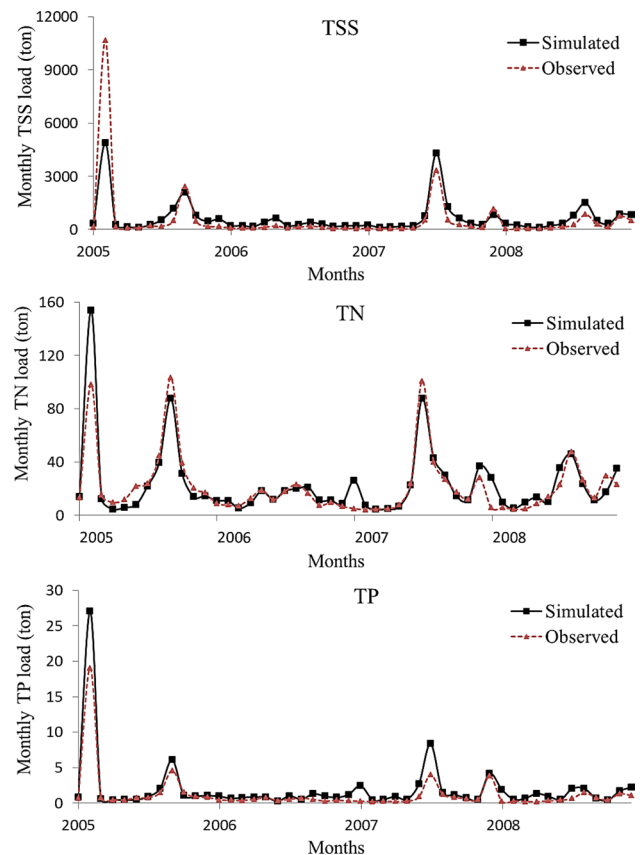 TSS
Monthly TSS load (ton)
12000
9000
6000
3000
0
Simulated
Observed
2005
2006
2007
2008
Months
TN
Monthly TN load (ton)
160
120
80
40
0
Simulated
Observed
2005
2006
2007
2008
Months
TP
Monthly TP load (ton)
30
25
20
15
10
5
0
Simulated
Observed
2005
2006
2007
2008
Months